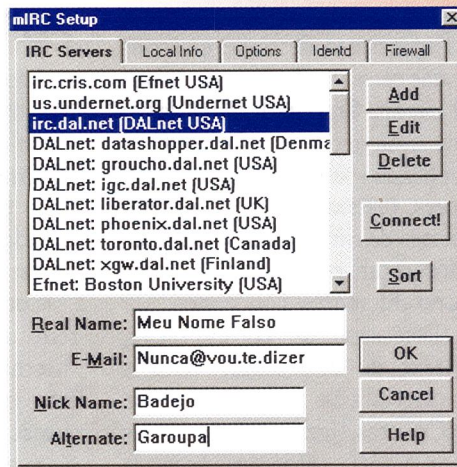 mIRC Setup
IRC Servers
Local Info
Options
Identd
Firewall
irc.cris.com (Efnet USA)
us.undernet.org (Undernet USA)
irc.dal.net (DALnet USA)
DALnet: datashopper.dal.net (Denma
DALnet: groucho.dal.net (USA)
DALnet: igc.dal.net (USA)
DALnet: liberator.dal.net (UK)
DALnet: phoenix.dal.net (USA)
DALnet: toronto.dal.net (Canada)
DALnet: xgw.dal.net (Finland)
Efnet: Boston University (USA)
Add
Edit
Delete
Connect!
Sort
Real Name: Meu Nome Falso
E-Mail: Nunca@vou.te.dizer
Nick Name: Badejo
Alternate: Garoupa
OK
Cancel
Help